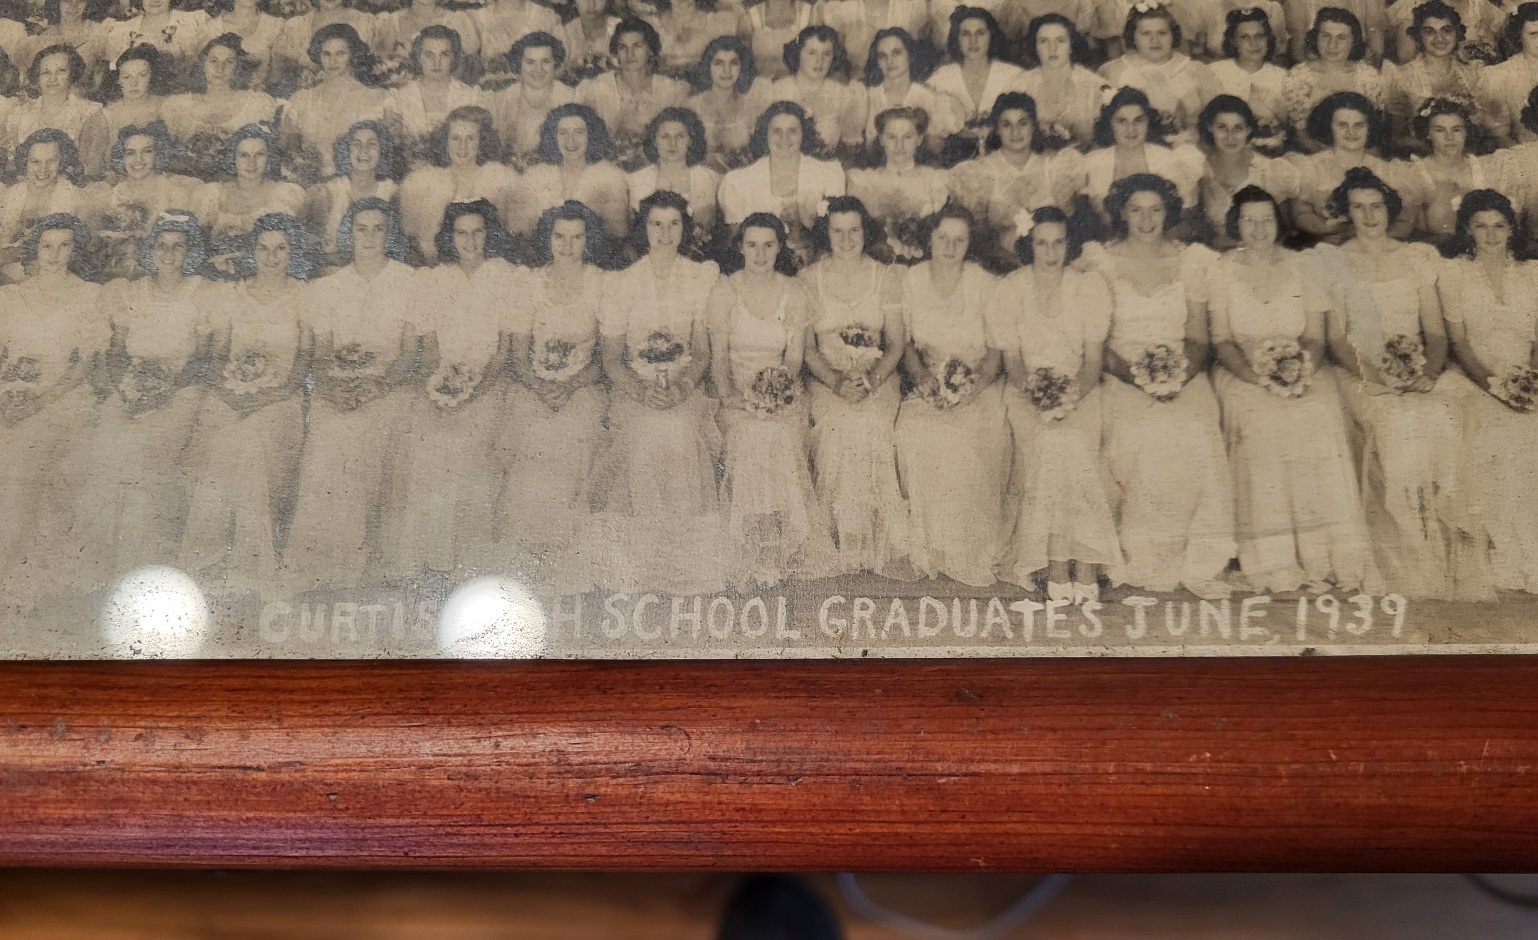 CURTIS H SCHOOL GRADUATES JUNE, 1939